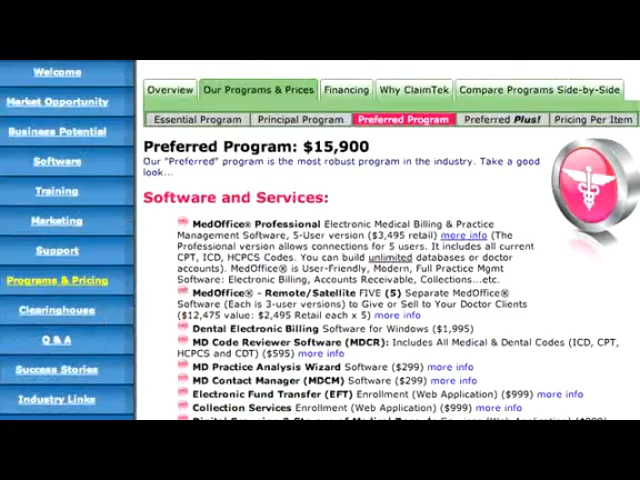 Welcome
Market Opportunity
Business Potential
Software
Training
Marketing
Support
Programs & Pricing
Clearinghouse
Q & A
Success Stories
Industry Links
Overview
Our Programs & Prices
Financing
Why ClaimTek
Compare Programs Side-by-Side
Essential Program
Principal Program
Preferred Program
Preferred Plus!
Pricing Per Item
Preferred Program: $15,900
Our "Preferred" program is the most robust program in the industry. Take a good
look...
Software and Services:
MedOffice® Professional Electronic Medical Billing & Practice
Management Software, 5-User version ($3,495 retail) more info (The
Professional version allows connections for 5 users. It includes all current
CPT, ICD, HCPCS Codes. You can build unlimited databases or doctor
accounts). MedOffice® is User-Friendly, Modern, Full Practice Mgmt
Software: Electronic Billing, Accounts Receivable, Collections...etc.
MedOffice® - Remote/Satellite FIVE (5) Separate MedOffice®
Software (Each is 3-user versions) to Give or Sell to Your Doctor Clients
($12,475 value: $2,495 Retail each x 5) more info
Dental Electronic Billing Software for Windows ($1,995)
MD Code Reviewer Software (MDCR): Includes All Medical & Dental Codes (ICD, CPT,
HCPCS and CDT) ($595) more info
MD Practice Analysis Wizard Software ($299) more info
MD Contact Manager (MDCM) Software ($299) more info
Electronic Fund Transfer (EFT) Enrollment (Web Application) ($999) more info
Collection Services Enrollment (Web Application) ($999) more info